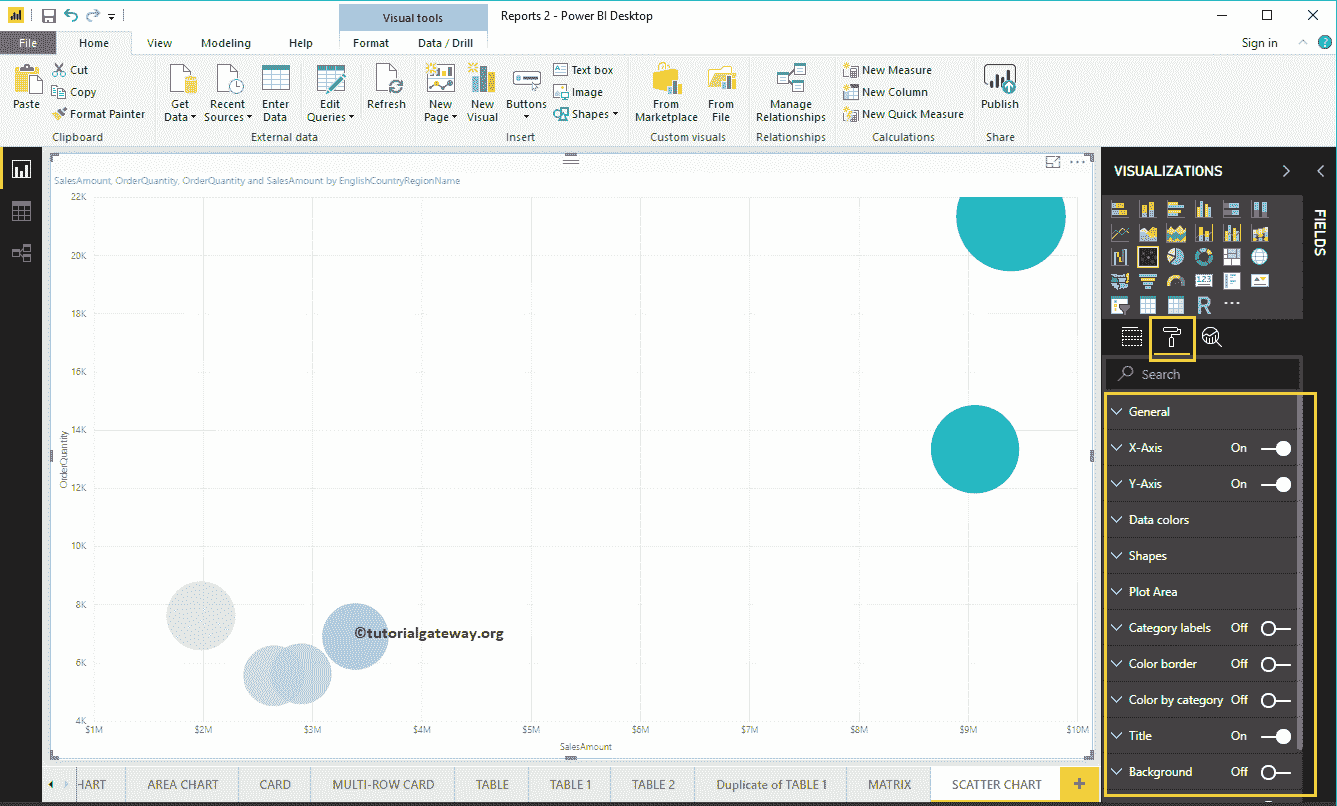 Visual tools
Reports 2 - Power BI Desktop
File
Home
View
Modeling
Help
Format
Data / Drill
Sign in
?
Paste
Cut
Copy
Format Painter
Clipboard
Get Data
Recent Sources
Enter Data
Edit Queries
External data
Refresh
New Page
New Visual
Buttons
Text box
Image
Shapes
Insert
From Marketplace
From File
Custom visuals
Manage Relationships
Relationships
New Measure
New Column
New Quick Measure
Calculations
Publish
Share
SalesAmount, OrderQuantity, OrderQuantity and SalesAmount by EnglishCountryRegionName
22K
20K
18K
16K
14K
12K
10K
8K
6K
4K
OrderQuantity
$1M
$2M
$3M
$4M
$5M
$6M
$7M
$8M
$9M
$10M
SalesAmount
©tutorialgateway.org
VISUALIZATIONS
FIELDS
123
R
Search
General
X-Axis On
Y-Axis On
Data colors
Shapes
Plot Area
Category labels Off
Color border Off
Color by category Off
Title On
Background Off
HART
AREA CHART
CARD
MULTI-ROW CARD
TABLE
TABLE 1
TABLE 2
Duplicate of TABLE 1
MATRIX
SCATTER CHART
+